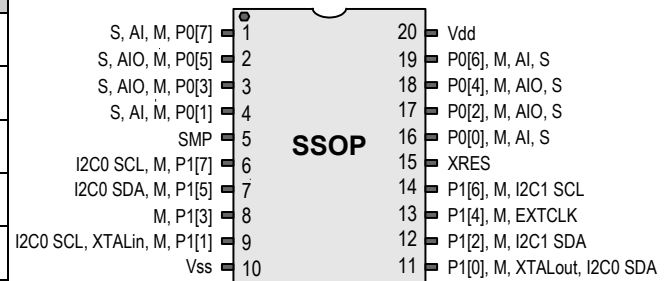 S, AI, M, P0[7] 1 20 Vdd
S, AIO, M, P0[5] 2 19 P0[6], M, AI, S
S, AIO, M, P0[3] 3 18 P0[4], M, AIO, S
S, AI, M, P0[1] 4 17 P0[2], M, AIO, S
SMP 5 SSOP 16 P0[0], M, AI, S
I2C0 SCL, M, P1[7] 6 15 XRES
I2C0 SDA, M, P1[5] 7 14 P1[6], M, I2C1 SCL
M, P1[3] 8 13 P1[4], M, EXTCLK
I2C0 SCL, XTALin, M, P1[1] 9 12 P1[2], M, I2C1 SDA
Vss 10 11 P1[0], M, XTALout, I2C0 SDA